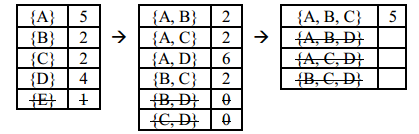 {A} 5
{B} 2
{C} 2
{D} 4
{E} 1
→
{A, B} 2
{A, C} 2
{A, D} 6
{B, C} 2
{B, D} 0
{C, D} 0
→
{A, B, C} 5
{A, B, D}
{A, C, D}
{B, C, D}